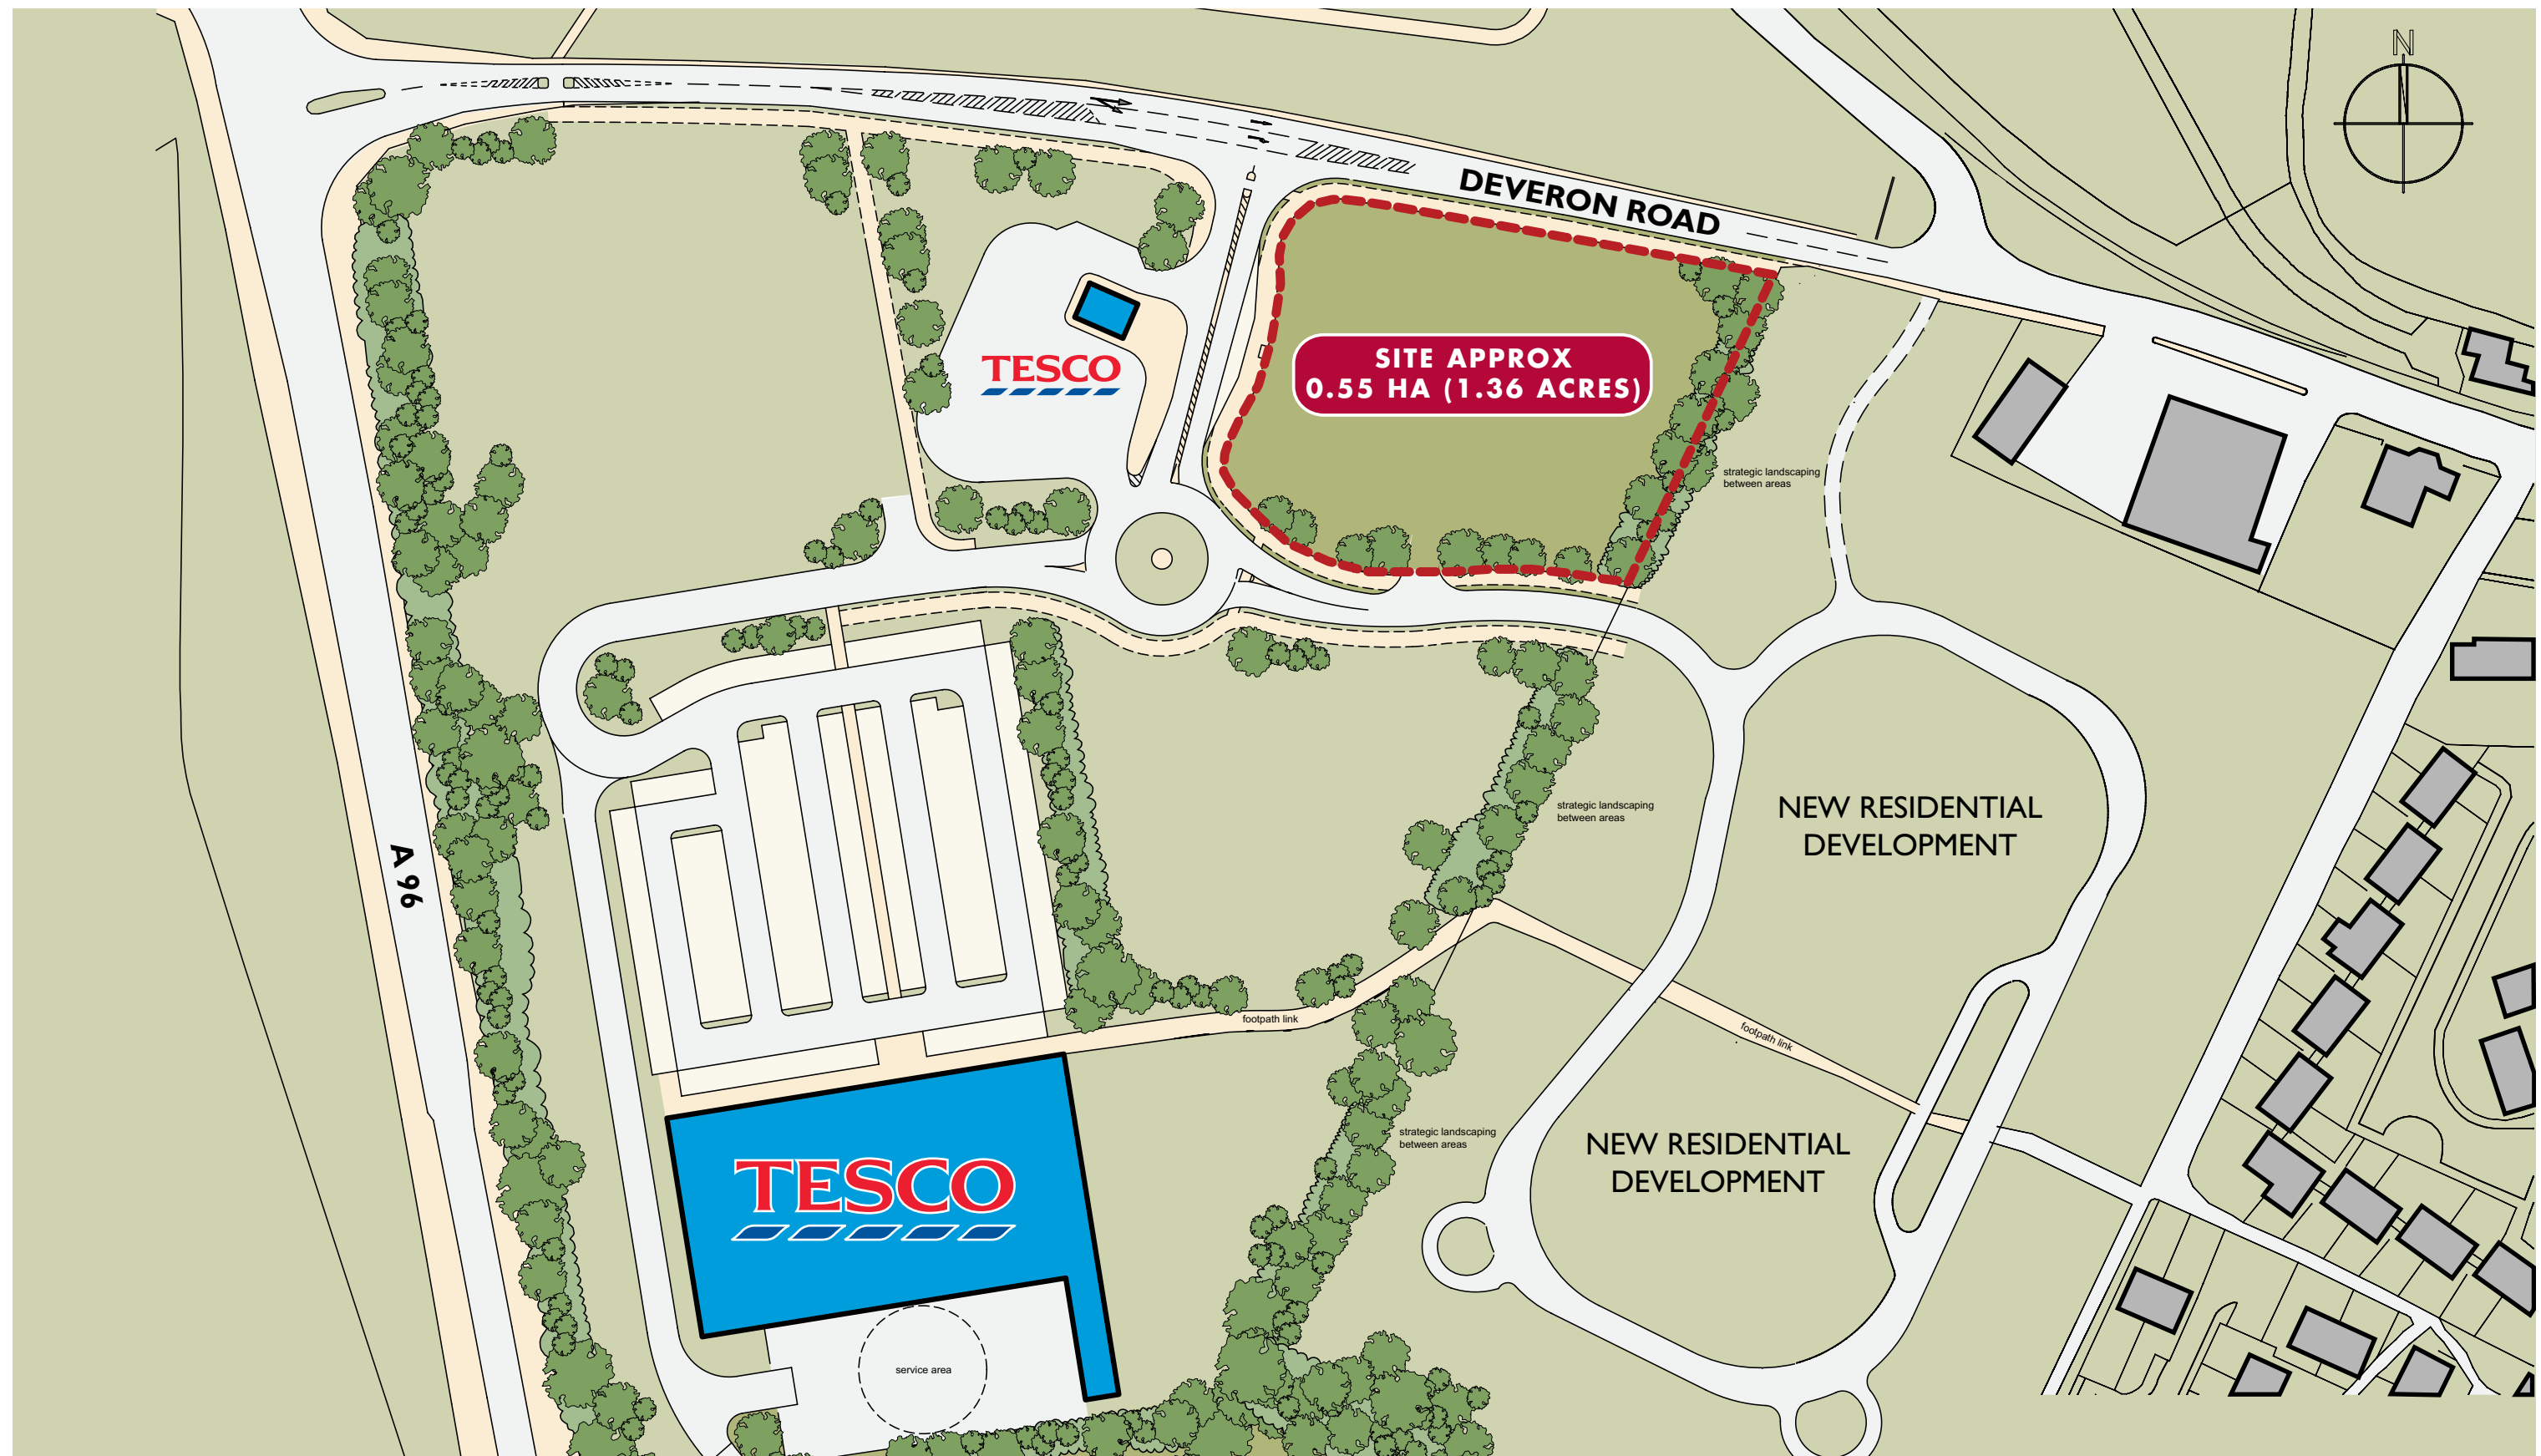 N
DEVERON ROAD
TESCO
SITE APPROX
0.55 HA (1.36 ACRES)
strategic landscaping
between areas
strategic landscaping
between areas
NEW RESIDENTIAL
DEVELOPMENT
A 96
footpath link
footpath link
strategic landscaping
between areas
NEW RESIDENTIAL
DEVELOPMENT
TESCO
service area